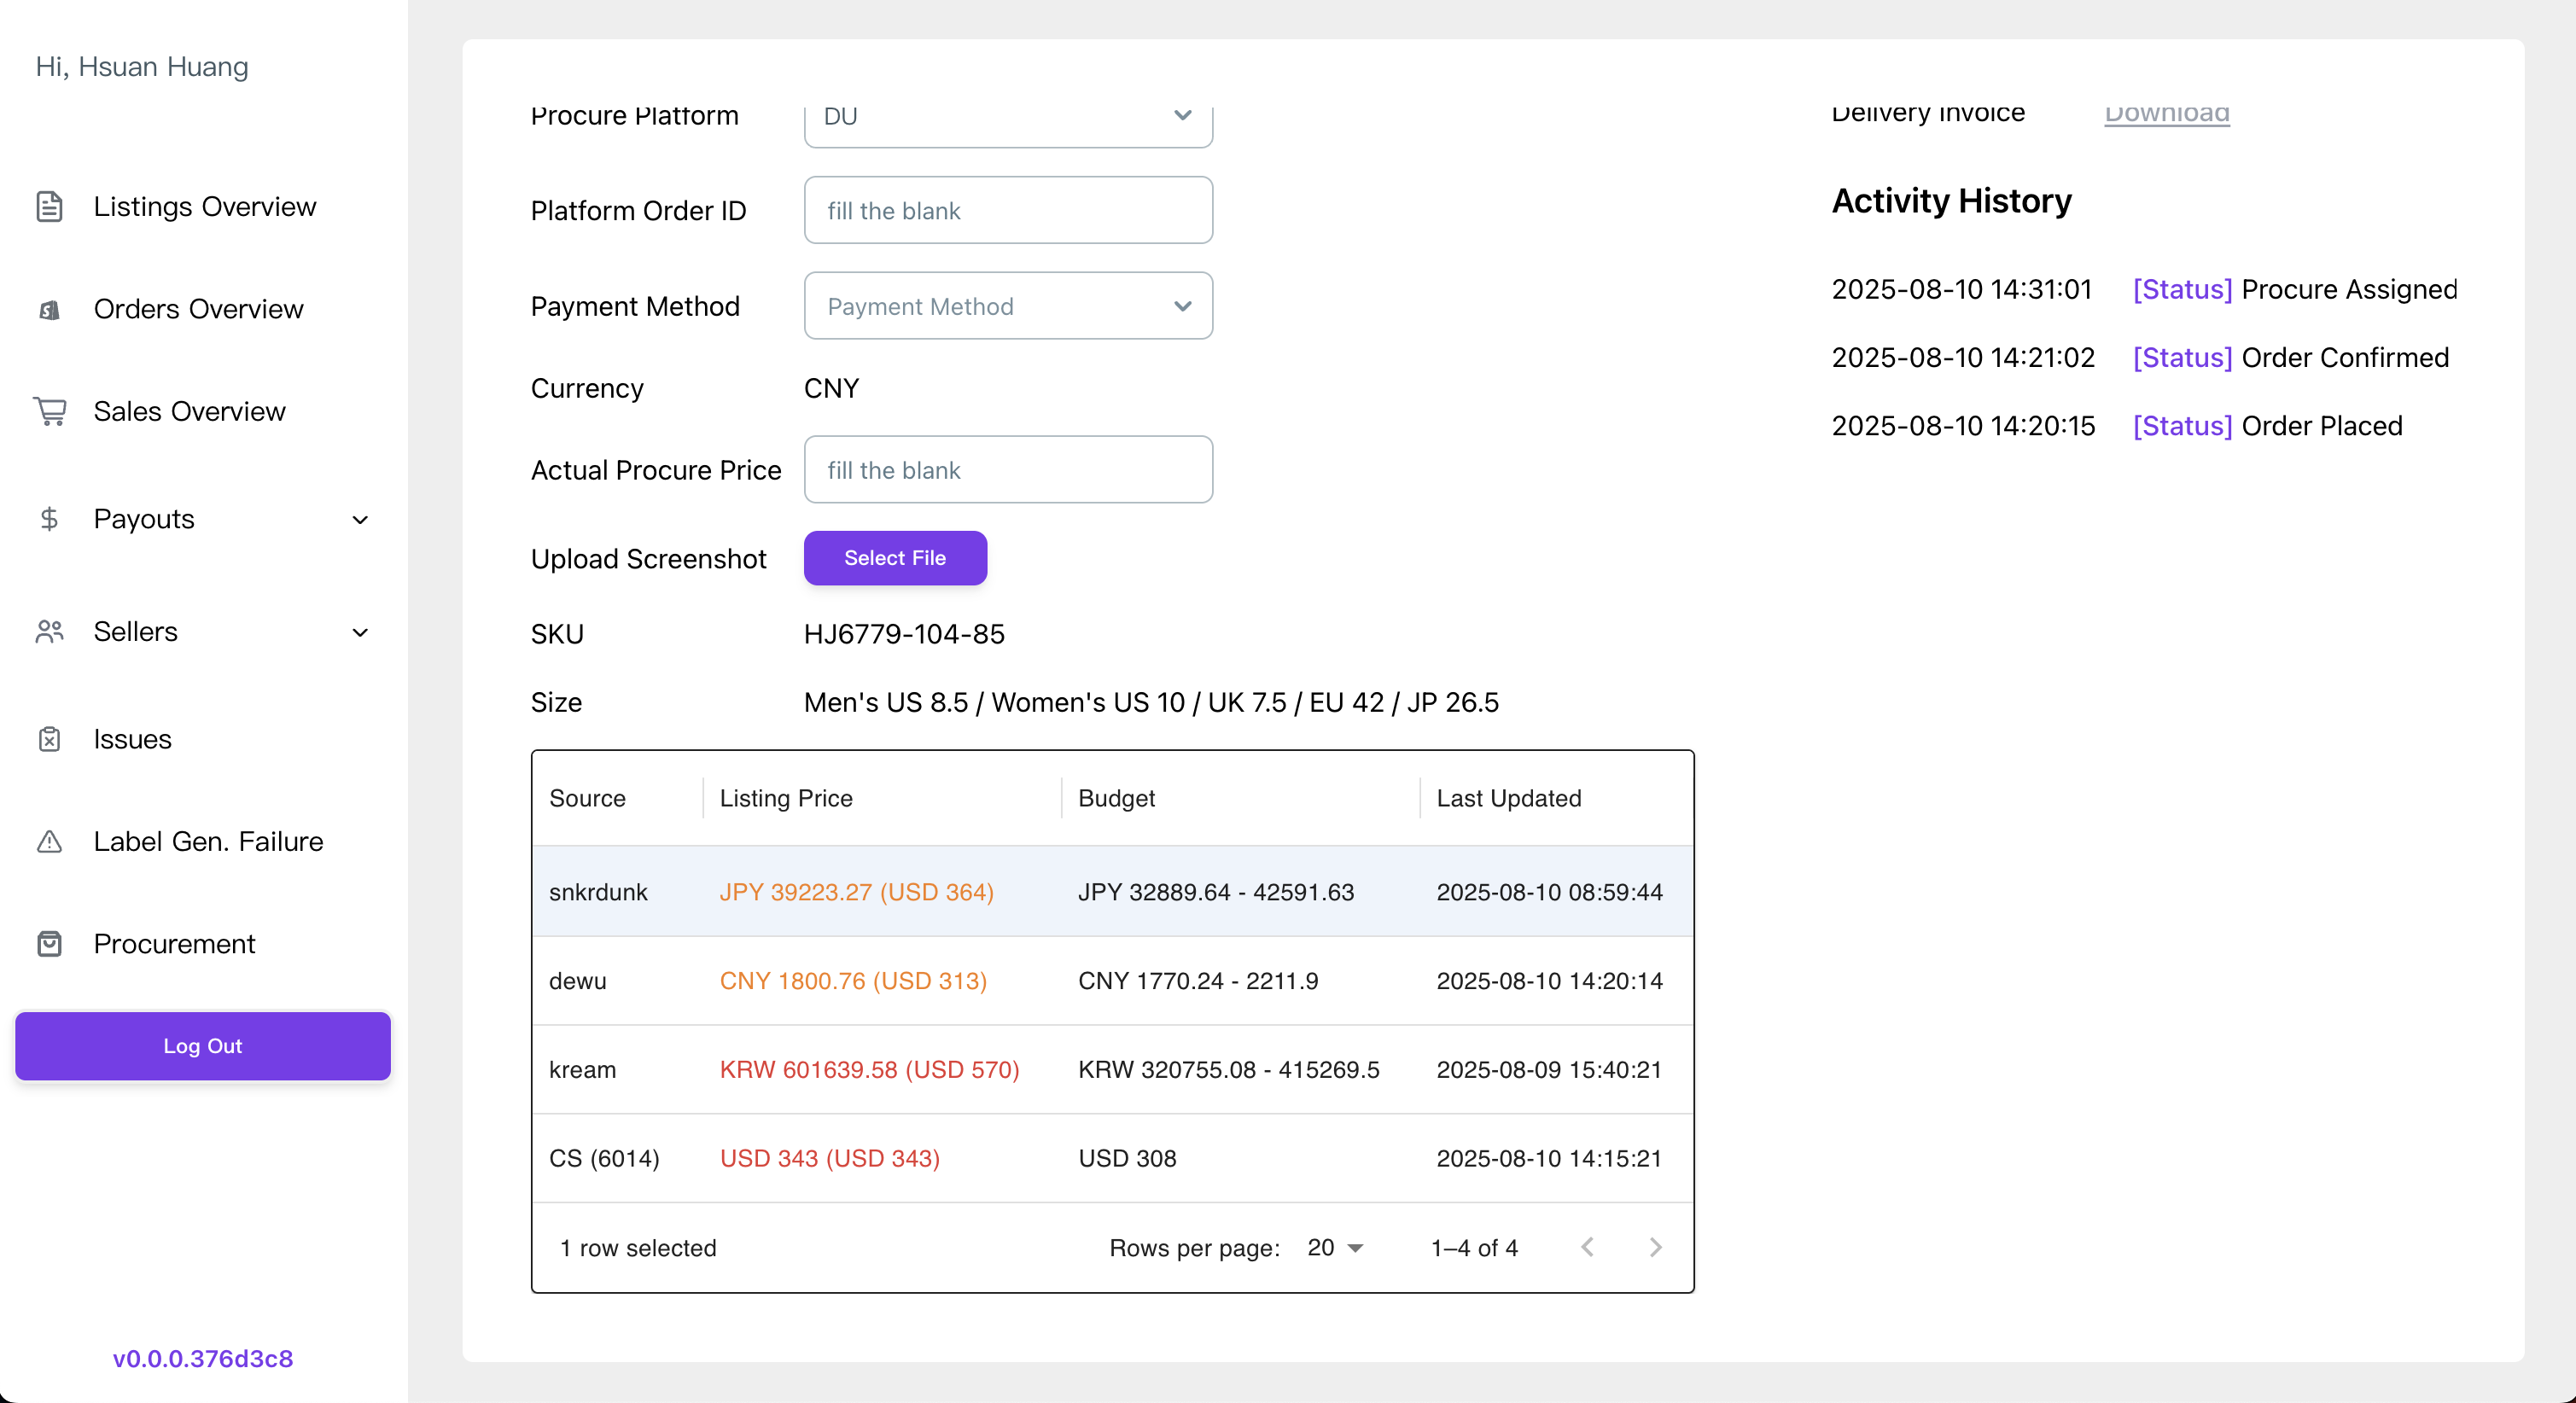 Hi, Hsuan Huang
Listings Overview
Orders Overview
Sales Overview
Payouts
Sellers
Issues
Label Gen. Failure
Procurement
Log Out
v0.0.0.376d3c8
Procure Platform DU
Platform Order ID fill the blank
Payment Method Payment Method
Currency CNY
Actual Procure Price fill the blank
Upload Screenshot Select File
SKU HJ6779-104-85
Size Men's US 8.5 / Women's US 10 / UK 7.5 / EU 42 / JP 26.5
Source Listing Price Budget Last Updated
snkrdunk JPY 39223.27 (USD 364) JPY 32889.64 - 42591.63 2025-08-10 08:59:44
dewu CNY 1800.76 (USD 313) CNY 1770.24 - 2211.9 2025-08-10 14:20:14
kream KRW 601639.58 (USD 570) KRW 320755.08 - 415269.5 2025-08-09 15:40:21
CS (6014) USD 343 (USD 343) USD 308 2025-08-10 14:15:21
1 row selected Rows per page: 20 1–4 of 4
Delivery Invoice Download
Activity History
2025-08-10 14:31:01 [Status] Procure Assigned
2025-08-10 14:21:02 [Status] Order Confirmed
2025-08-10 14:20:15 [Status] Order Placed